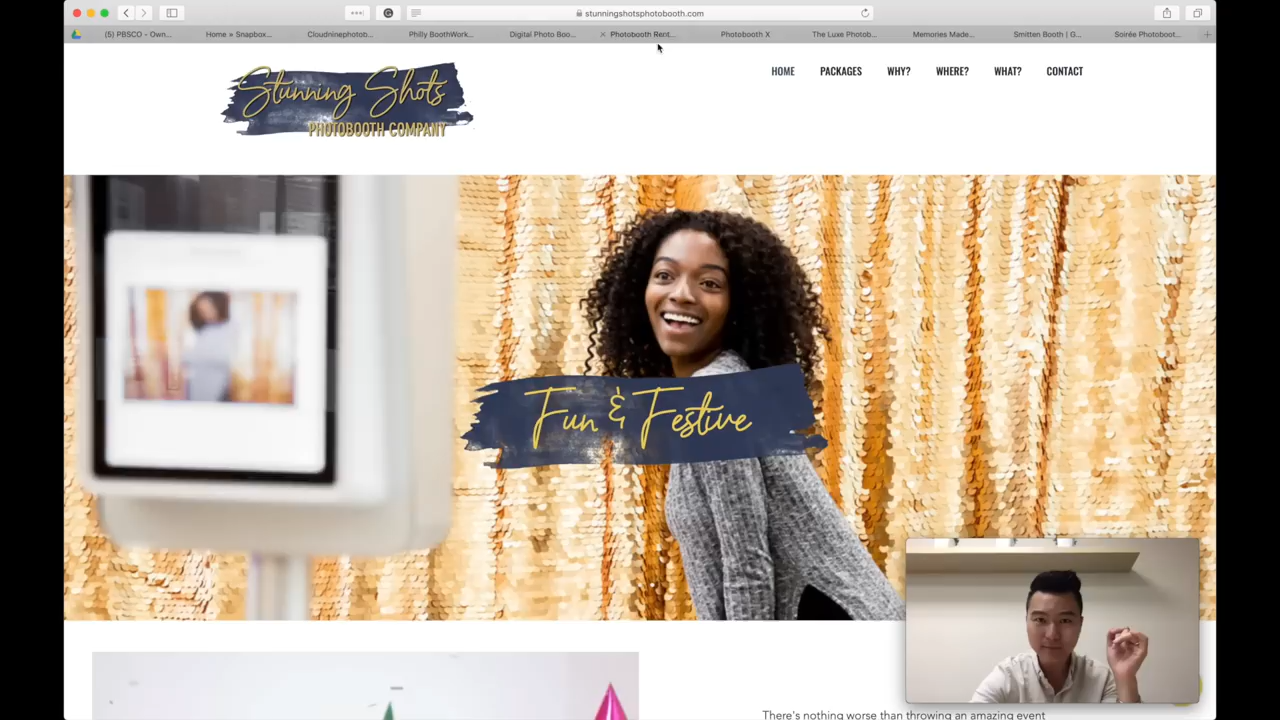 stunningshotsphotobooth.com
(5) PBSCO - Own...
Home » Snapbox...
Cloudninephotob...
Philly BoothWork...
Digital Photo Boo...
Photobooth Rent...
Photobooth X
The Luxe Photob...
Memories Made...
Smitten Booth | G...
Soirée Photoboot...
Stunning Shots
PHOTOBOOTH COMPANY
HOME
PACKAGES
WHY?
WHERE?
WHAT?
CONTACT
Fun & Festive
There's nothing worse than throwing an amazing event